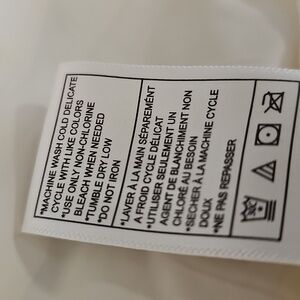 *MACHINE WASH COLD DELICATE
CYCLE WITH LIKE COLORS
*USE ONLY NON-CHLORINE
BLEACH WHEN NEEDED
*TUMBLE DRY LOW
*DO NOT IRON
*LAVER À LA MAIN SEPAREMÉNT
A FROID CYCLE DÉLICAT
*UTILISER SEULEMENT UN
AGENT DE BLANCHIMENT NON
CHLORÉ AU BESOIN
*SECHER À LA MACHINE CYCLE
DOUX
*NE PAS REPASSER